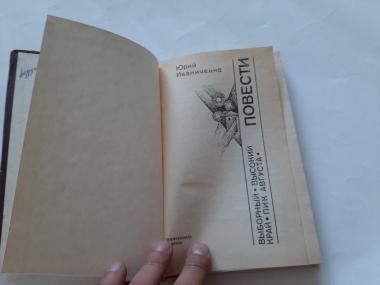 Юрий
Иваниченко
ПОВЕСТИ
ВЫБОРНЫЙ • ВЫСОКИЙ
КРАЙ • ПИК АВГУСТА •